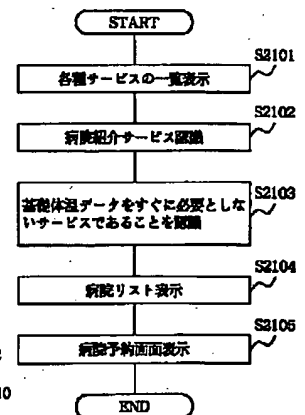 START
S2101
各種サービスの一覧表示
S2102
病院紹介サービス認識
S2103
基礎体温データをすぐに必要としな
いサービスであることを認識
S2104
病院リスト表示
S2105
病院予約画面表示
END